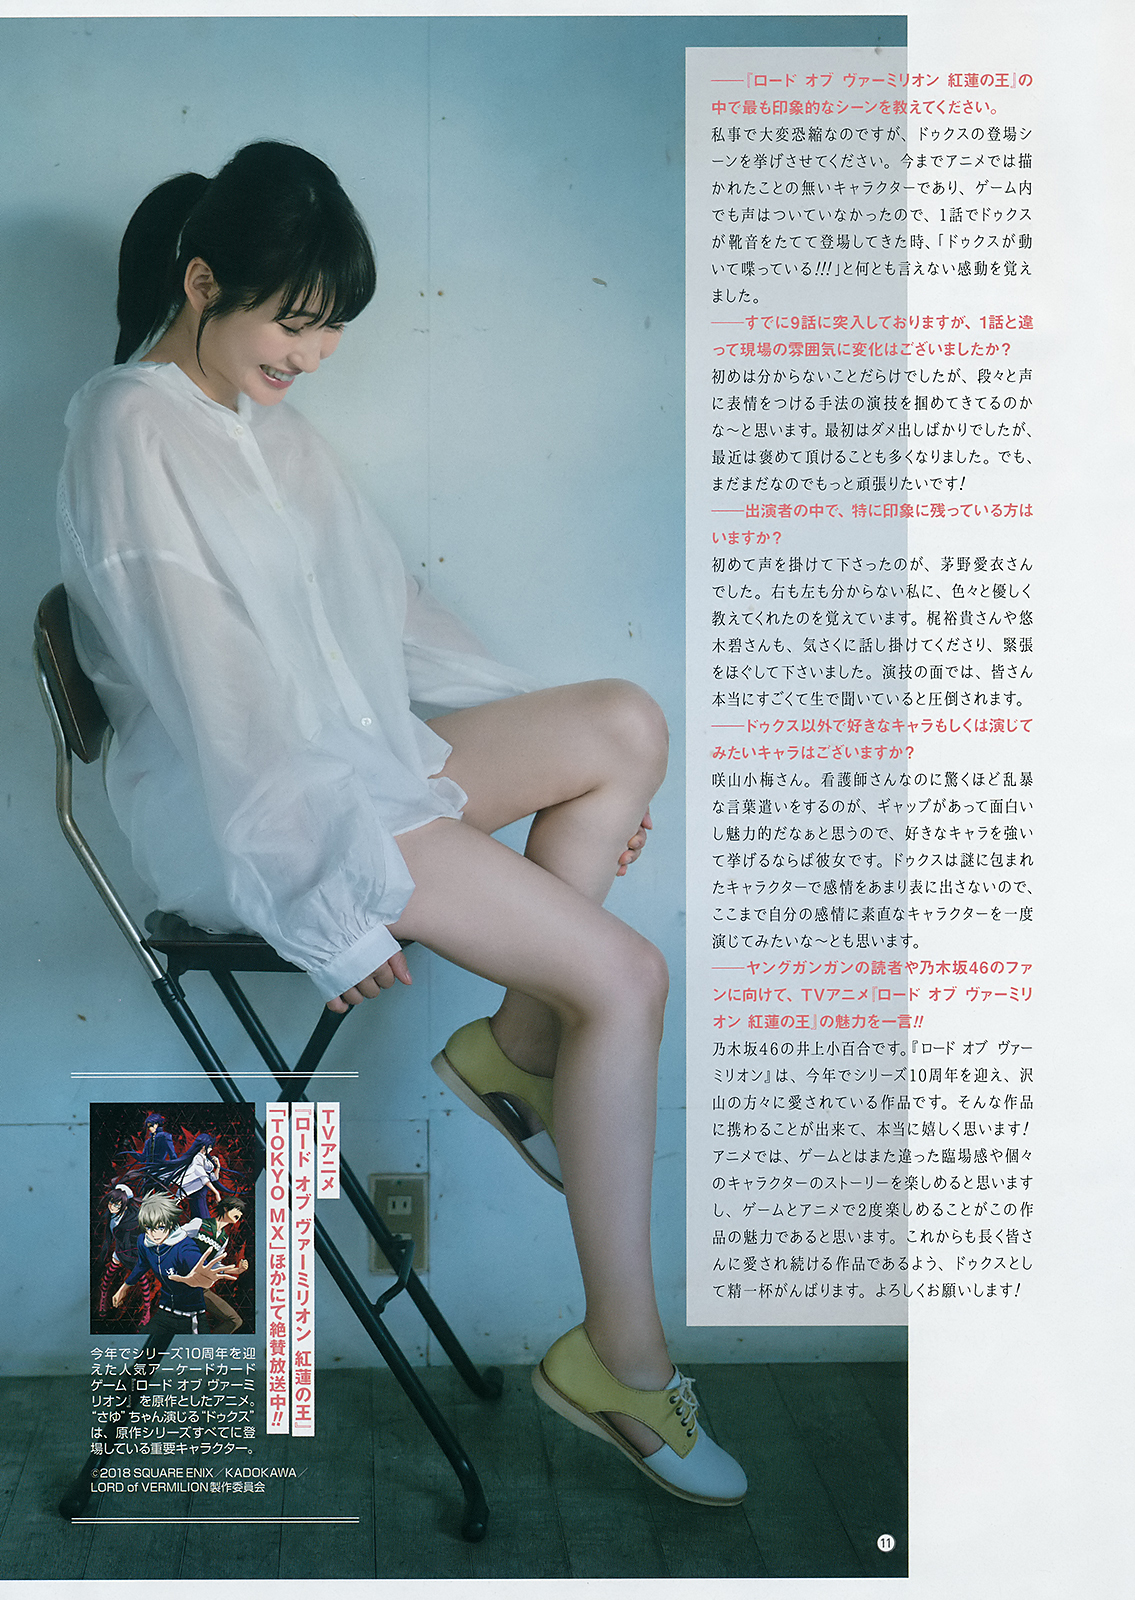 ――『ロード オブ ヴァーミリオン 紅蓮の王』の
中で最も印象的なシーンを教えてください。
私事で大変恐縮なのですが、ドゥクスの登場シ
ーンを挙げさせてください。今までアニメでは描
かれたことの無いキャラクターであり、ゲーム内
でも声はついていなかったので、1話でドゥクス
が靴音をたてて登場してきた時、「ドゥクスが動
いて喋っている!!!」と何とも言えない感動を覚え
ました。
――すでに9話に突入しておりますが、1話と違
って現場の雰囲気に変化はございましたか？
初めは分からないことだらけでしたが、段々と声
に表情をつける手法の演技を掴めてきてるのか
な〜と思います。最初はダメ出しばかりでしたが、
最近は褒めて頂けることも多くなりました。でも、
まだまだなのでもっと頑張りたいです!
――出演者の中で、特に印象に残っている方は
いますか？
初めて声を掛けて下さったのが、茅野愛衣さん
でした。右も左も分からない私に、色々と優しく
教えてくれたのを覚えています。梶裕貴さんや悠
木碧さんも、気さくに話し掛けてくださり、緊張
をほぐして下さいました。演技の面では、皆さん
本当にすごくて生で聞いていると圧倒されます。
――ドゥクス以外で好きなキャラもしくは演じて
みたいキャラはございますか？
咲山小梅さん。看護師さんなのに驚くほど乱暴
な言葉遣いをするのが、ギャップがあって面白い
し魅力的だなぁと思うので、好きなキャラを強い
て挙げるならば彼女です。ドゥクスは謎に包まれ
たキャラクターで感情をあまり表に出さないので、
ここまで自分の感情に素直なキャラクターを一度
演じてみたいな〜とも思います。
――ヤングガンガンの読者や乃木坂46のファ
ンに向けて、TVアニメ『ロード オブ ヴァーミリ
オン 紅蓮の王』の魅力を一言!!
乃木坂46の井上小百合です。『ロード オブ ヴァー
ミリオン』は、今年でシリーズ10周年を迎え、沢
山の方々に愛されている作品です。そんな作品
に携わることが出来て、本当に嬉しく思います!
アニメでは、ゲームとはまた違った臨場感や個々
のキャラクターのストーリーを楽しめると思います
し、ゲームとアニメで2度楽しめることがこの作
品の魅力であると思います。これからも長く皆さ
んに愛され続ける作品であるよう、ドゥクスとし
て精一杯がんばります。よろしくお願いします!
TVアニメ
『ロード オブ ヴァーミリオン 紅蓮の王』
「TOKYO MX」ほかにて絶賛放送中!!
今年でシリーズ10周年を迎
えた人気アーケードカード
ゲーム『ロード オブ ヴァーミ
リオン』を原作としたアニメ。
“さゆ”ちゃん演じる“ドゥクス”
は、原作シリーズすべてに登
場している重要キャラクター。
©2018 SQUARE ENIX／KADOKAWA／
LORD of VERMILION製作委員会
11